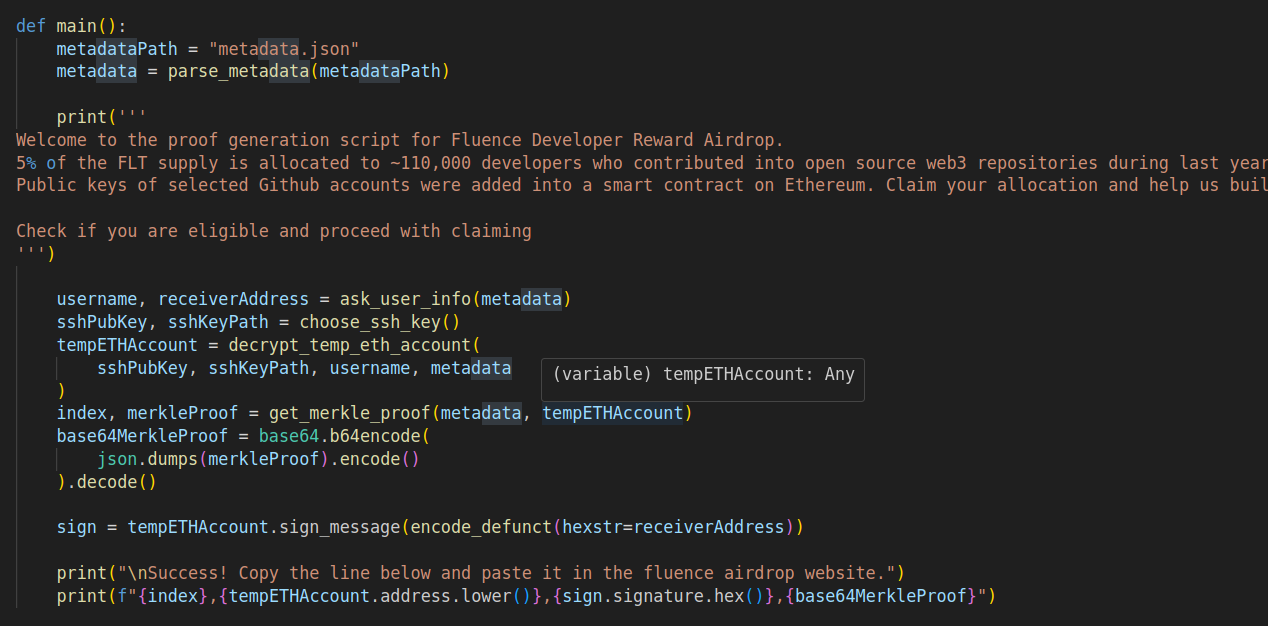 def main():
    metadataPath = "metadata.json"
    metadata = parse_metadata(metadataPath)

    print('''
Welcome to the proof generation script for Fluence Developer Reward Airdrop.
5% of the FLT supply is allocated to ~110,000 developers who contributed into open source web3 repositories during last year
Public keys of selected Github accounts were added into a smart contract on Ethereum. Claim your allocation and help us buil

Check if you are eligible and proceed with claiming
''')

    username, receiverAddress = ask_user_info(metadata)
    sshPubKey, sshKeyPath = choose_ssh_key()
    tempETHAccount = decrypt_temp_eth_account(
        sshPubKey, sshKeyPath, username, metadata
(variable) tempETHAccount: Any
    )
    index, merkleProof = get_merkle_proof(metadata, tempETHAccount)
    base64MerkleProof = base64.b64encode(
        json.dumps(merkleProof).encode()
    ).decode()

    sign = tempETHAccount.sign_message(encode_defunct(hexstr=receiverAddress))

    print("\nSuccess! Copy the line below and paste it in the fluence airdrop website.")
    print(f"{index},{tempETHAccount.address.lower()},{sign.signature.hex()},{base64MerkleProof}")